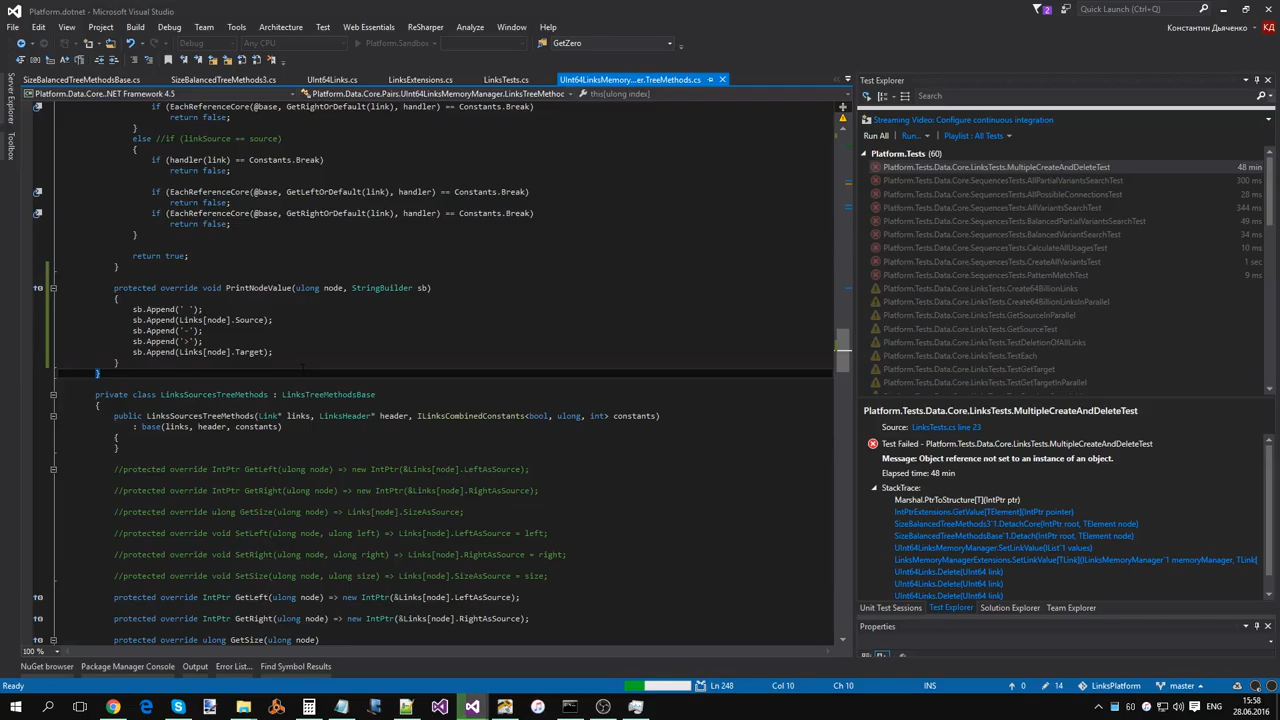 Platform.dotnet - Microsoft Visual Studio
2
Quick Launch (Ctrl+Q)
File Edit View Project Build Debug Team Tools Architecture Test Web Essentials ReSharper Analyze Window Help
Константин Дьяченко КД
Debug Any CPU Platform.Sandbox GetZero
SizeBalancedTreeMethodsBase.cs SizeBalancedTreeMethods3.cs UInt64Links.cs LinksExtensions.cs LinksTests.cs UInt64LinksMemory...er.TreeMethods.cs
Platform.Data.Core..NET Framework 4.5 Platform.Data.Core.Pairs.UInt64LinksMemoryManager.LinksTreeMethoc this[ulong index]
Server Explorer
Toolbox
if (EachReferenceCore(@base, GetLeftOrDefault(link), handler) == Constants.Break)
return false;
}
else //if (linkSource == source)
{
if (handler(link) == Constants.Break)
return false;
if (EachReferenceCore(@base, GetLeftOrDefault(link), handler) == Constants.Break)
return false;
if (EachReferenceCore(@base, GetRightOrDefault(link), handler) == Constants.Break)
return false;
}
return true;
}
protected override void PrintNodeValue(ulong node, StringBuilder sb)
{
sb.Append(' ');
sb.Append(Links[node].Source);
sb.Append('-');
sb.Append('>');
sb.Append(Links[node].Target);
}
}
private class LinksSourcesTreeMethods : LinksTreeMethodsBase
{
public LinksSourcesTreeMethods(Link* links, LinksHeader* header, ILinksCombinedConstants<bool, ulong, int> constants)
: base(links, header, constants)
{
}
//protected override IntPtr GetLeft(ulong node) => new IntPtr(&Links[node].LeftAsSource);
//protected override IntPtr GetRight(ulong node) => new IntPtr(&Links[node].RightAsSource);
//protected override ulong GetSize(ulong node) => Links[node].SizeAsSource;
//protected override void SetLeft(ulong node, ulong left) => Links[node].LeftAsSource = left;
//protected override void SetRight(ulong node, ulong right) => Links[node].RightAsSource = right;
//protected override void SetSize(ulong node, ulong size) => Links[node].SizeAsSource = size;
protected override IntPtr GetLeft(ulong node) => new IntPtr(&Links[node].LeftAsSource);
protected override IntPtr GetRight(ulong node) => new IntPtr(&Links[node].RightAsSource);
protected override ulong GetSize(ulong node)
100 %
Test Explorer
Search
Streaming Video: Configure continuous integration
Run All Run... Playlist : All Tests
Platform.Tests (60)
Platform.Tests.Data.Core.LinksTests.MultipleCreateAndDeleteTest 48 min
Platform.Tests.Data.Core.SequencesTests.AllPartialVariantsSearchTest 300 ms
Platform.Tests.Data.Core.SequencesTests.AllPossibleConnectionsTest 28 ms
Platform.Tests.Data.Core.SequencesTests.AllVariantsSearchTest 344 ms
Platform.Tests.Data.Core.SequencesTests.BalancedPartialVariantsSearchTest 49 ms
Platform.Tests.Data.Core.SequencesTests.BalancedVariantSearchTest 34 ms
Platform.Tests.Data.Core.SequencesTests.CalculateAllUsagesTest 10 ms
Platform.Tests.Data.Core.SequencesTests.CreateAllVariantsTest 1 sec
Platform.Tests.Data.Core.SequencesTests.PatternMatchTest 9 ms
Platform.Tests.Data.Core.LinksTests.Create64BillionLinks
Platform.Tests.Data.Core.LinksTests.Create64BillionLinksInParallel
Platform.Tests.Data.Core.LinksTests.GetSourceInParallel
Platform.Tests.Data.Core.LinksTests.GetSourceTest
Platform.Tests.Data.Core.LinksTests.TestDeletionOfAllLinks
Platform.Tests.Data.Core.LinksTests.TestEach
Platform.Tests.Data.Core.LinksTests.TestGetTarget
Platform.Tests.Data.Core.LinksTests.TestGetTargetInParallel
Platform.Tests.Data.Core.LinksTests.MultipleCreateAndDeleteTest
Source: LinksTests.cs line 23
Test Failed - Platform.Tests.Data.Core.LinksTests.MultipleCreateAndDeleteTest
Message: Object reference not set to an instance of an object.
Elapsed time: 48 min
StackTrace:
Marshal.PtrToStructure[T](IntPtr ptr)
IntPtrExtensions.GetValue[TElement](IntPtr pointer)
SizeBalancedTreeMethods3`1.DetachCore(IntPtr root, TElement node)
SizeBalancedTreeMethodsBase`1.Detach(IntPtr root, TElement node)
UInt64LinksMemoryManager.SetLinkValue(IList`1 values)
LinksMemoryManagerExtensions.SetLinkValue[TLink](ILinksMemoryManager`1 memoryManager, TLink[
UInt64Links.Delete(UInt64 link)
UInt64Links.Delete(UInt64 link)
UInt64Links.Delete(UInt64 link)
Unit Test Sessions Test Explorer Solution Explorer Team Explorer
Properties
NuGet browser Package Manager Console Output Error List... Find Symbol Results
Ready Ln 248 Col 10 Ch 10 INS 0 14 LinksPlatform master
ENG 15:58
28.06.2016